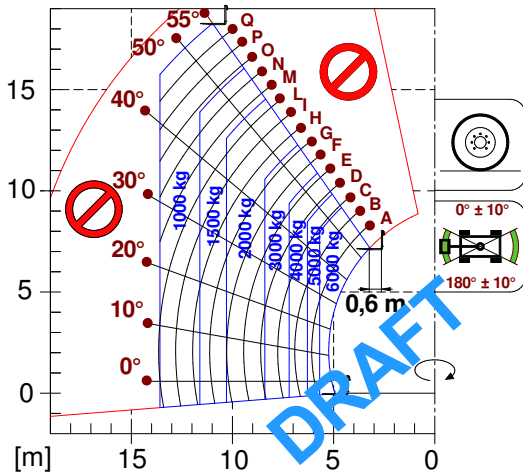 55°
50°
40°
30°
20°
10°
0°
Q
P
O
N
M
L
I
H
G
F
E
D
C
B
A
1000 kg
1500 kg
2000 kg
3000 kg
4000 kg
5000 kg
6000 kg
0,6 m
0° ± 10°
180° ± 10°
DRAFT
15
10
5
0
[m]
15
10
5
0